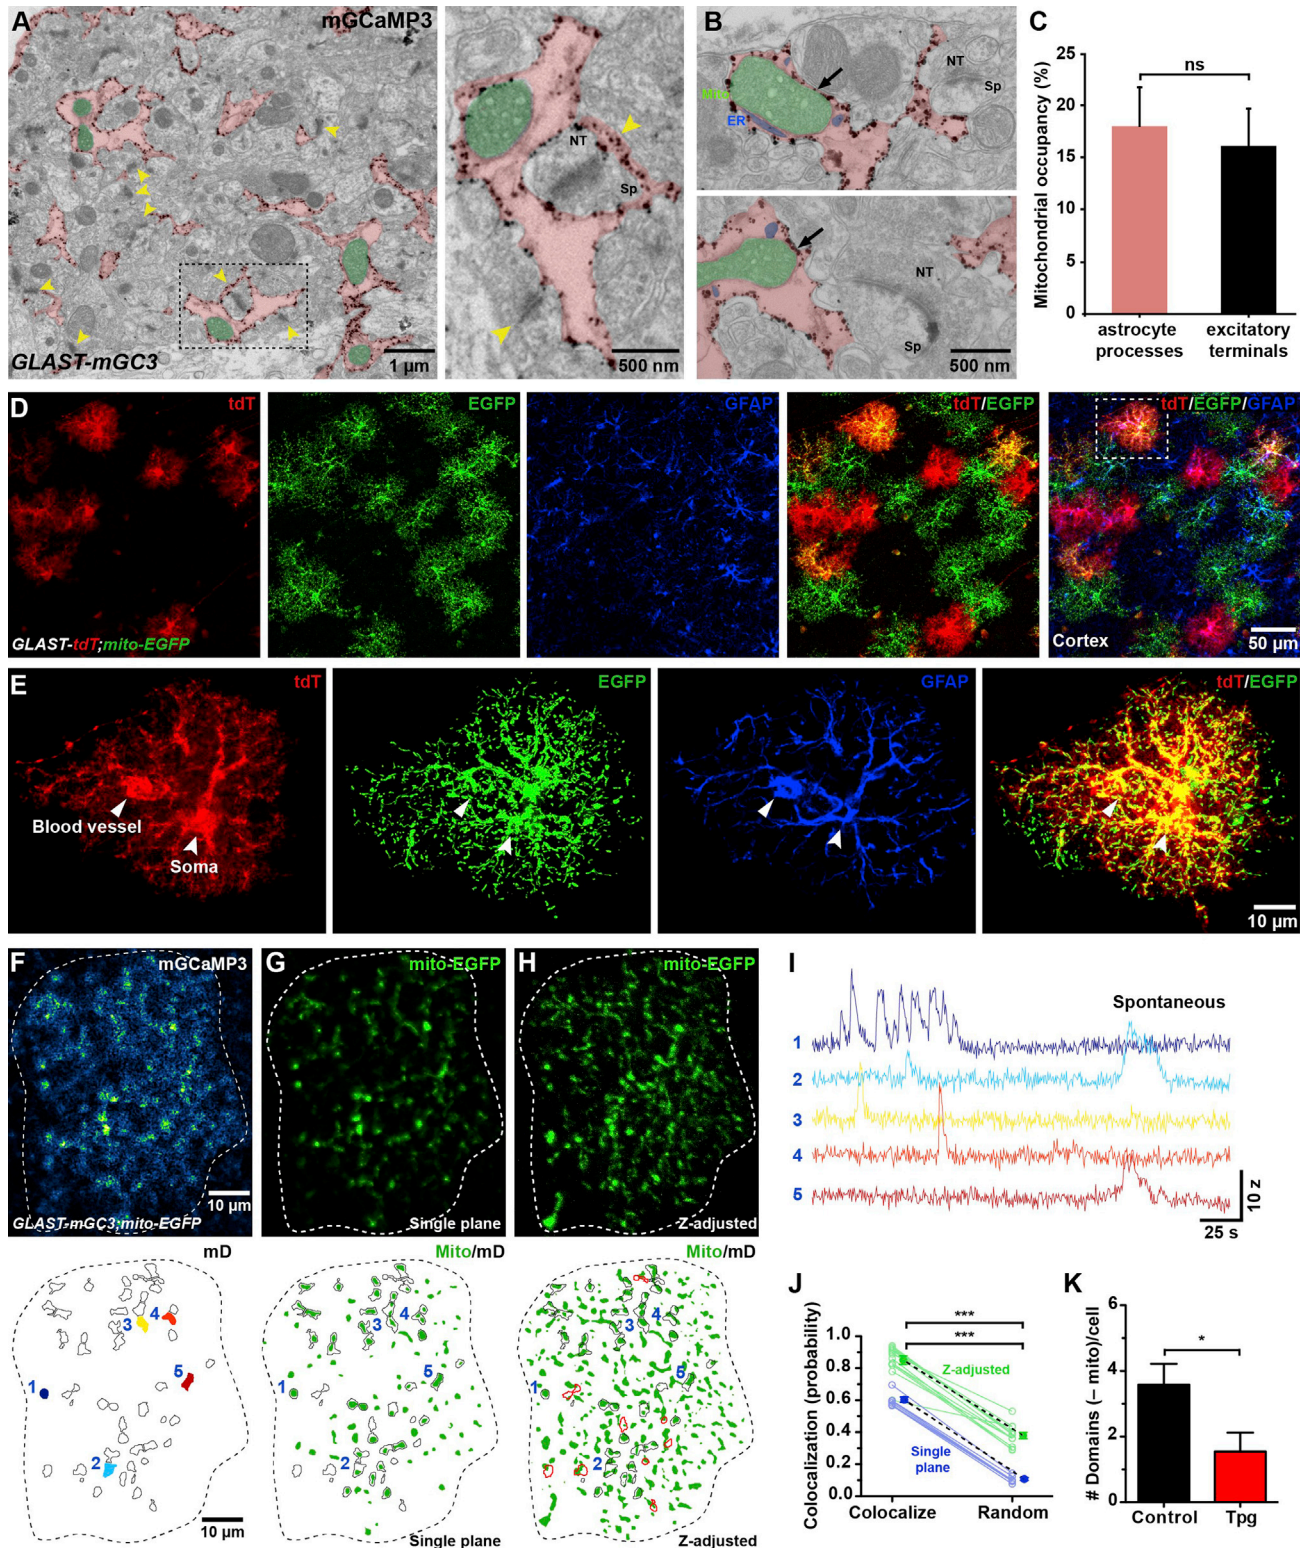 A
mGCaMP3
GLAST-mGC3
1 µm
NT
Sp
500 nm
B
Mito
ER
NT
Sp
NT
Sp
500 nm
C
Mitochondrial occupancy (%)
ns
25
20
15
10
5
0
astrocyte processes
excitatory terminals
D
tdT
EGFP
GFAP
tdT/EGFP
tdT/EGFP/GFAP
GLAST-tdT;mito-EGFP
Cortex
50 µm
E
tdT
EGFP
GFAP
tdT/EGFP
Blood vessel
Soma
10 µm
F
mGCaMP3
10 µm
GLAST-mGC3;mito-EGFP
G
mito-EGFP
Single plane
H
mito-EGFP
Z-adjusted
mD
1
2
3
4
5
10 µm
Mito/mD
1
2
3
4
5
Single plane
Mito/mD
1
2
3
4
5
Z-adjusted
I
Spontaneous
1
2
3
4
5
10 z
25 s
J
Colocalization (probability)
***
***
1.0
0.8
0.6
0.4
0.2
0.0
Z-adjusted
Single
plane
Colocalize
Random
K
# Domains (– mito)/cell
*
6
4
2
0
Control
Tpg